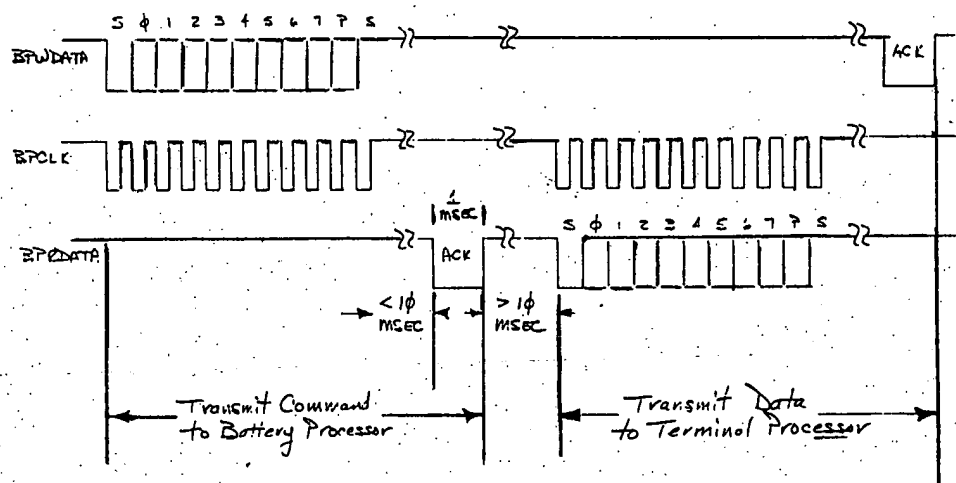 S φ 1 2 3 4 5 6 7 P S
BPWDATA
ACK
BPCLK
1
MSEC
S φ 1 2 3 4 5 6 7 P S
BPRDATA
ACK
< 1φ
MSEC
> 1φ
MSEC
Transmit Command
to Battery Processor
Transmit Data
to Terminal Processor